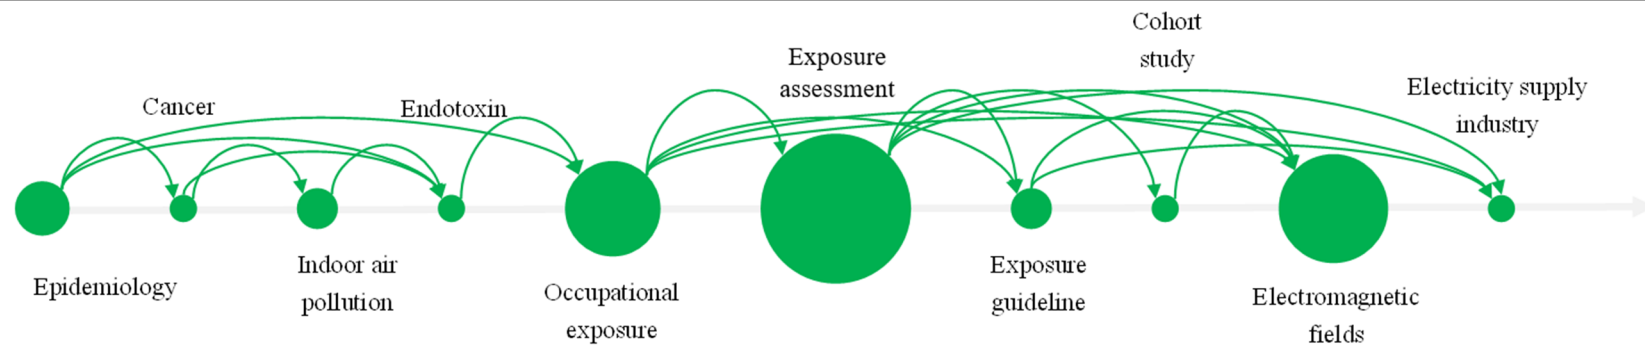 Cohort
study
Exposure
assessment
Electricity supply
industry
Cancer
Endotoxin
Epidemiology
Indoor air
pollution
Occupational
exposure
Exposure
guideline
Electromagnetic
fields